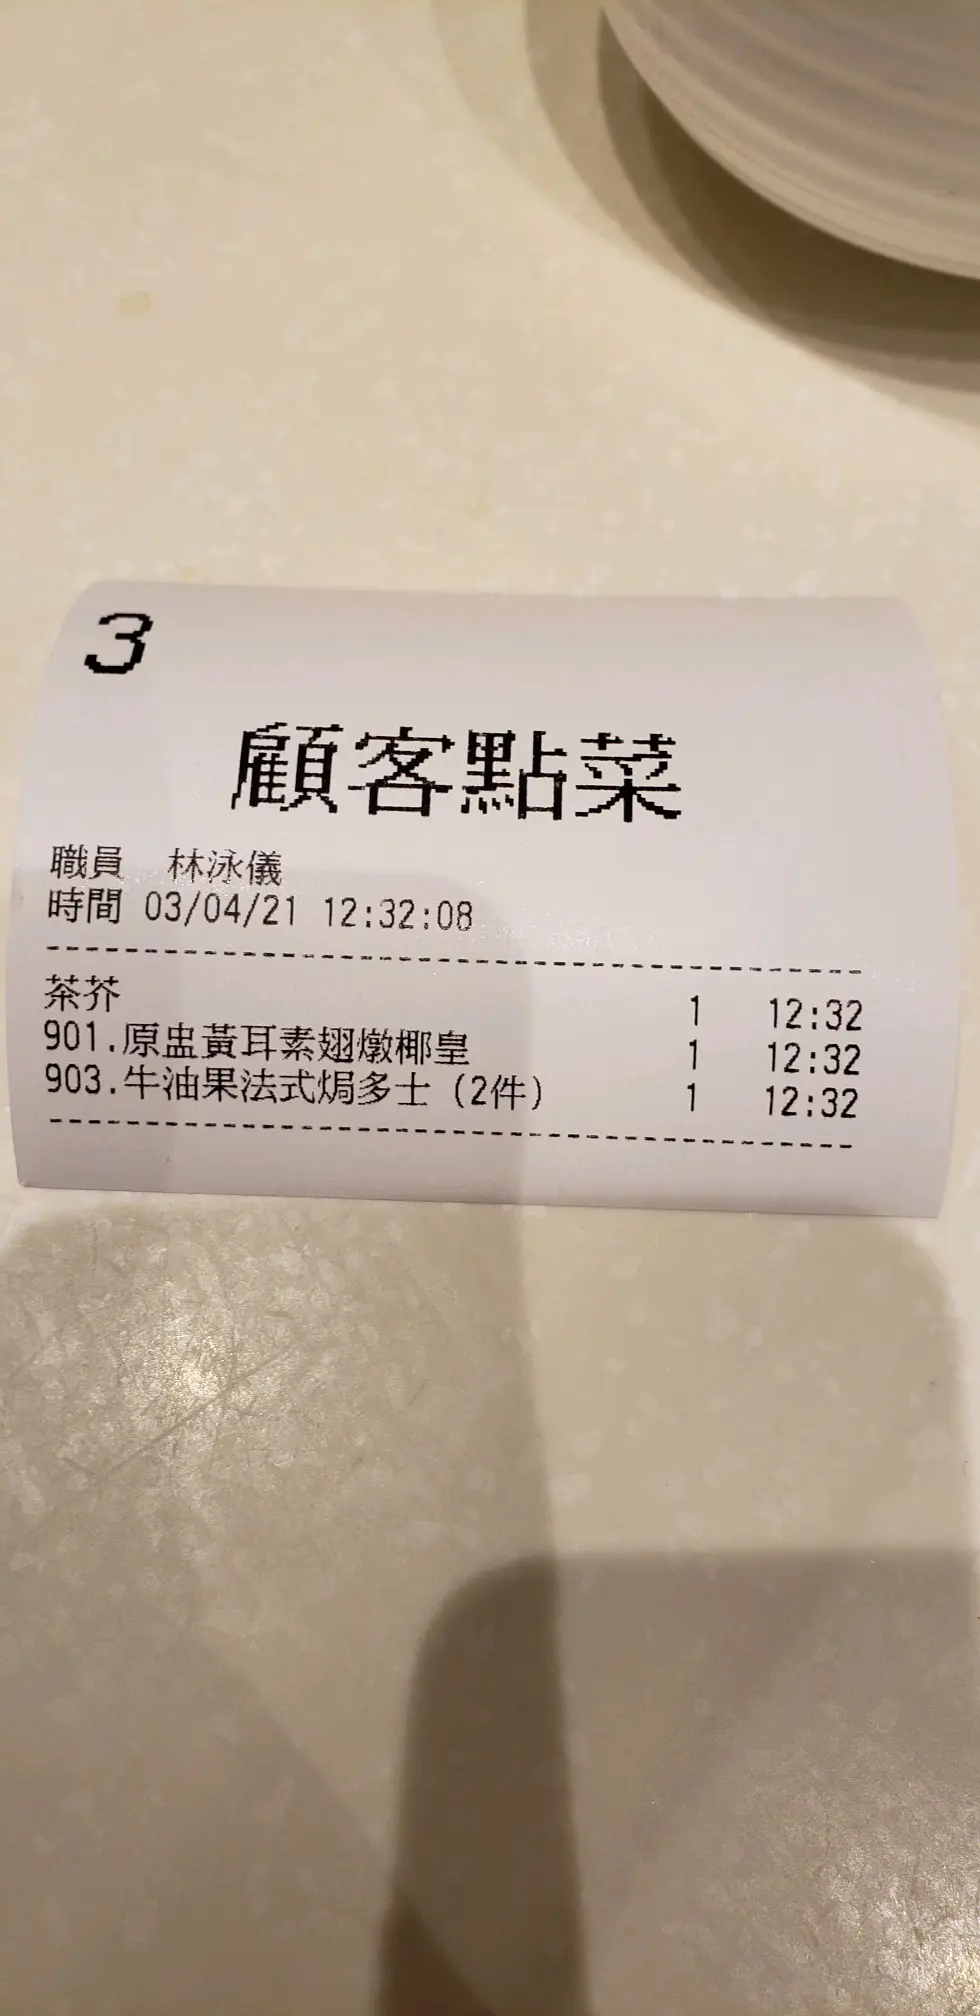 3
顧客點菜
職員 林泳儀
時間 03/04/21 12:32:08
茶芥 1 12:32
901.原盅黃耳素翅燉椰皇 1 12:32
903.牛油果法式焗多士 (2件) 1 12:32